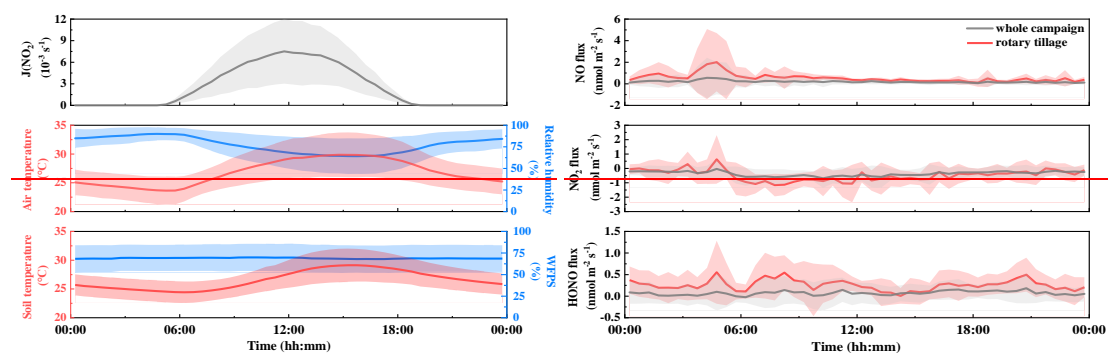 J(NO₂)
(10⁻³ s⁻¹)
12
9
6
3
0
Air temperature
(°C)
35
30
25
20
100
75
50
25
0
Relative humidity
(%)
Soil temperature
(°C)
35
30
25
20
100
75
50
25
0
WFPS
(%)
00:00 06:00 12:00 18:00 00:00
Time (hh:mm)
NO flux
(nmol m⁻² s⁻¹)
6
4
2
0
-2
whole campaign
rotary tillage
NO₂ flux
(nmol m⁻² s⁻¹)
3
2
1
0
-1
-2
-3
HONO flux
(nmol m⁻² s⁻¹)
1.5
1.0
0.5
0.0
-0.5
00:00 06:00 12:00 18:00 00:00
Time (hh:mm)